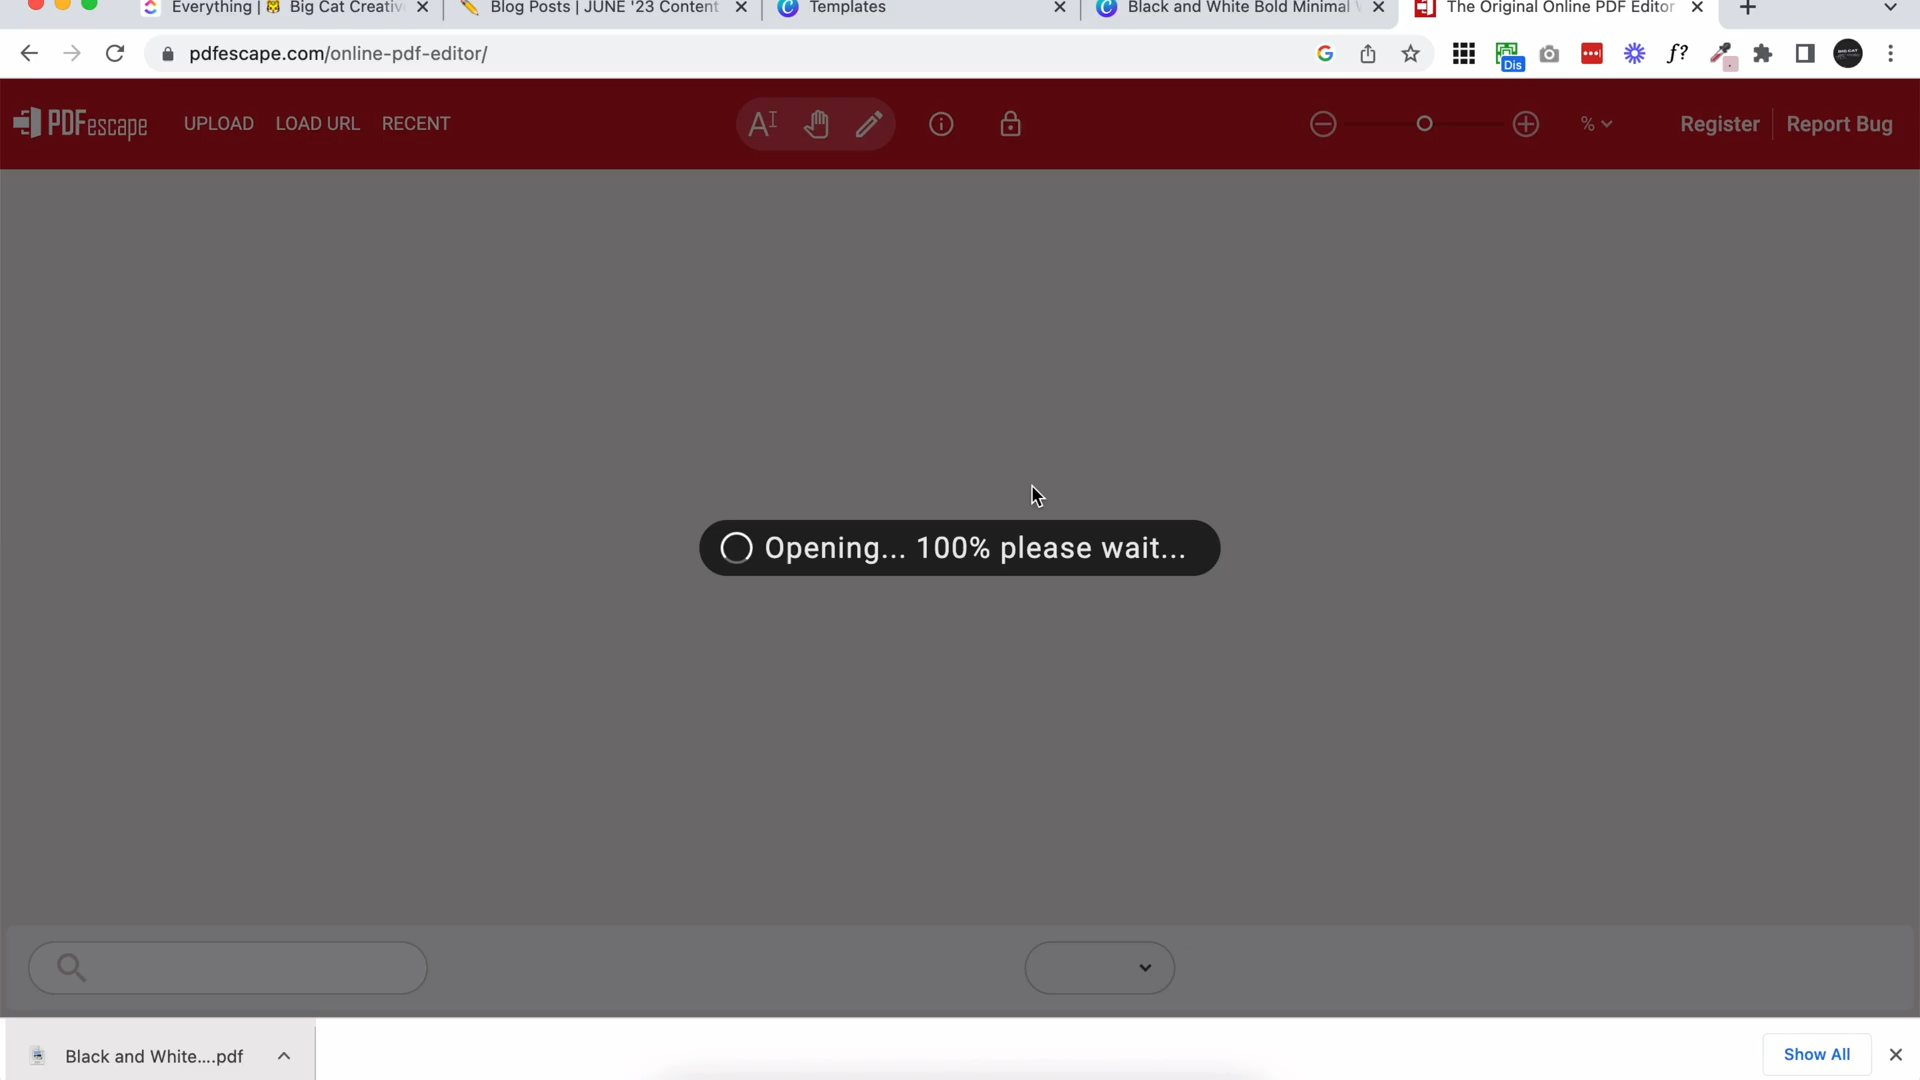 Everything | Big Cat Creativ
Blog Posts | JUNE '23 Content
Templates
Black and White Bold Minimal
The Original Online PDF Editor
pdfescape.com/online-pdf-editor/
Dis
f?
PDFescape
UPLOAD
LOAD URL
RECENT
%
Register
Report Bug
Opening... 100% please wait...
Black and White....pdf
Show All